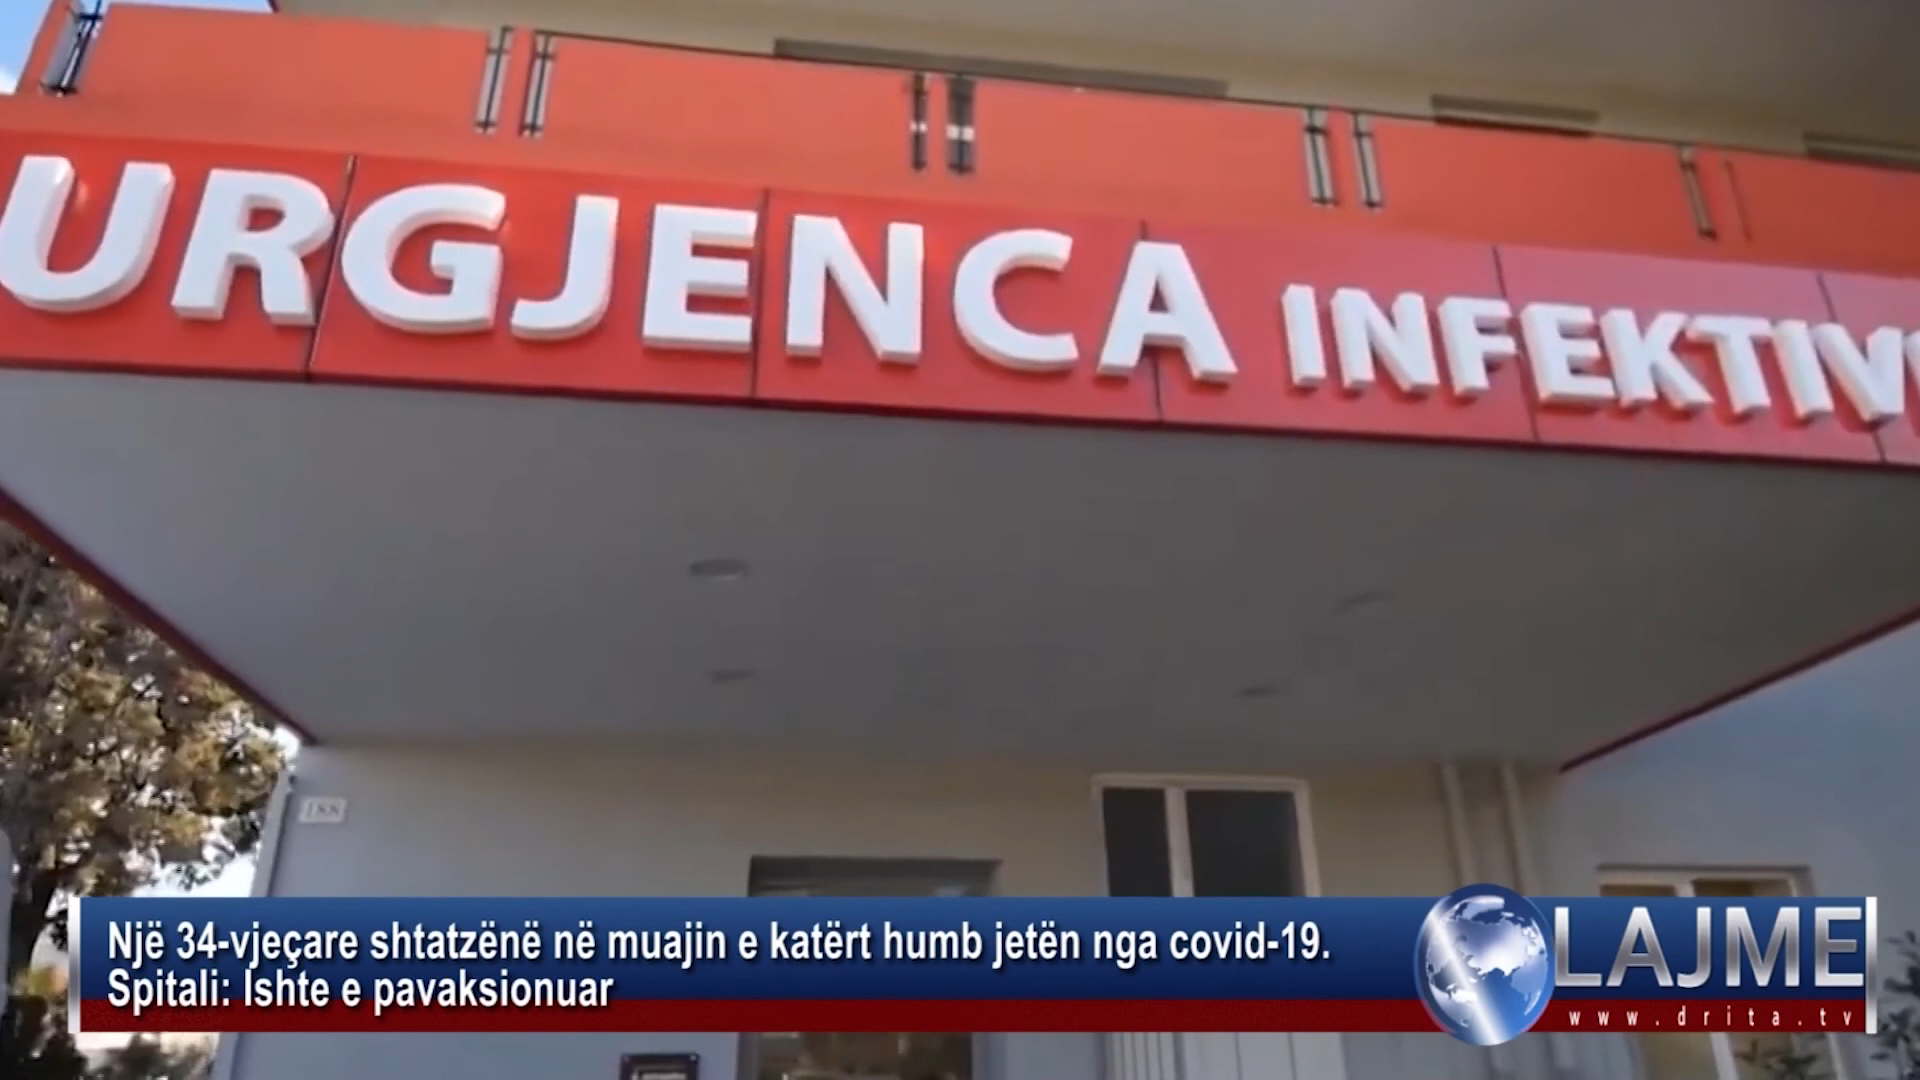 URGJENCA INFEKTIV
188
Një 34-vjeçare shtatzënë në muajin e katërt humb jetën nga covid-19.
Spitali: Ishte e pavaksionuar
LAJME
www.drita.tv